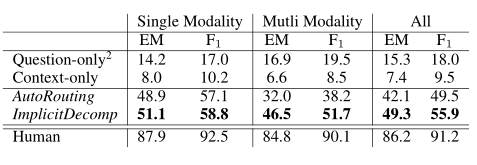 Single Modality Mutli Modality All
EM F1 EM F1 EM F1
Question-only2 14.2 17.0 16.9 19.5 15.3 18.0
Context-only 8.0 10.2 6.6 8.5 7.4 9.5
AutoRouting 48.9 57.1 32.0 38.2 42.1 49.5
ImplicitDecomp 51.1 58.8 46.5 51.7 49.3 55.9
Human 87.9 92.5 84.8 90.1 86.2 91.2